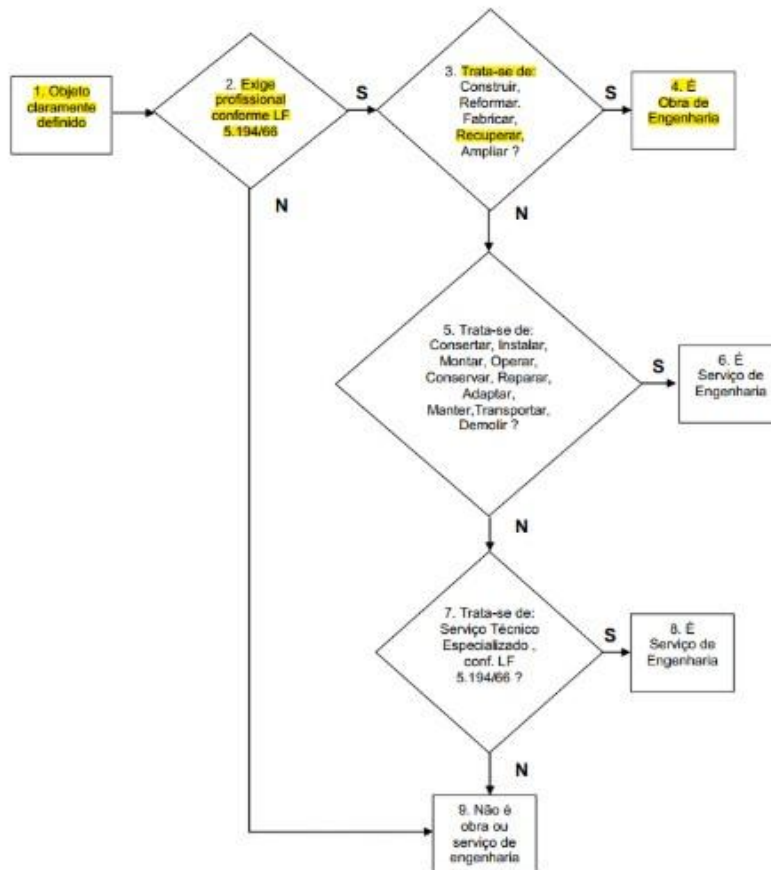 1. Objeto
claramente
definido
2. Exige
profissional
conforme LF
5.194/66
S
N
3. Trata-se de:
Construir,
Reformar.
Fabricar,
Recuperar,
Ampliar ?
S
N
4. É
Obra de
Engenharia
5. Trata-se de:
Consertar, Instalar,
Montar, Operar,
Conservar, Reparar,
Adaptar,
Manter,Transportar,
Demolir ?
S
N
6. É
Serviço de
Engenharia
7. Trata-se de:
Serviço Técnico
Especializado ,
conf. LF
5.194/66 ?
S
N
8. É
Serviço de
Engenharia
9. Não é
obra ou
serviço de
engenharia